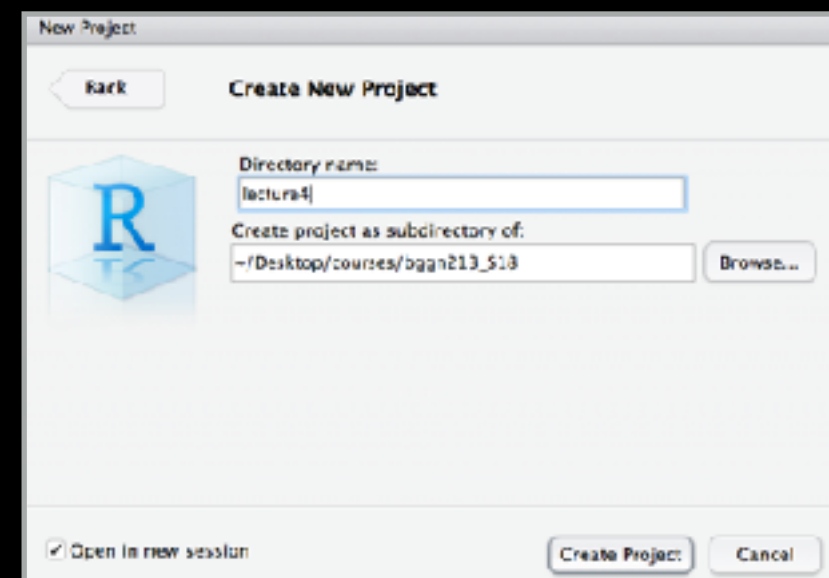 New Project
Back
Create New Project
R
Directory name:
lecture4
Create project as subdirectory of:
~/Desktop/courses/bggn213_S18
Browse...
Open in new session
Create Project
Cancel